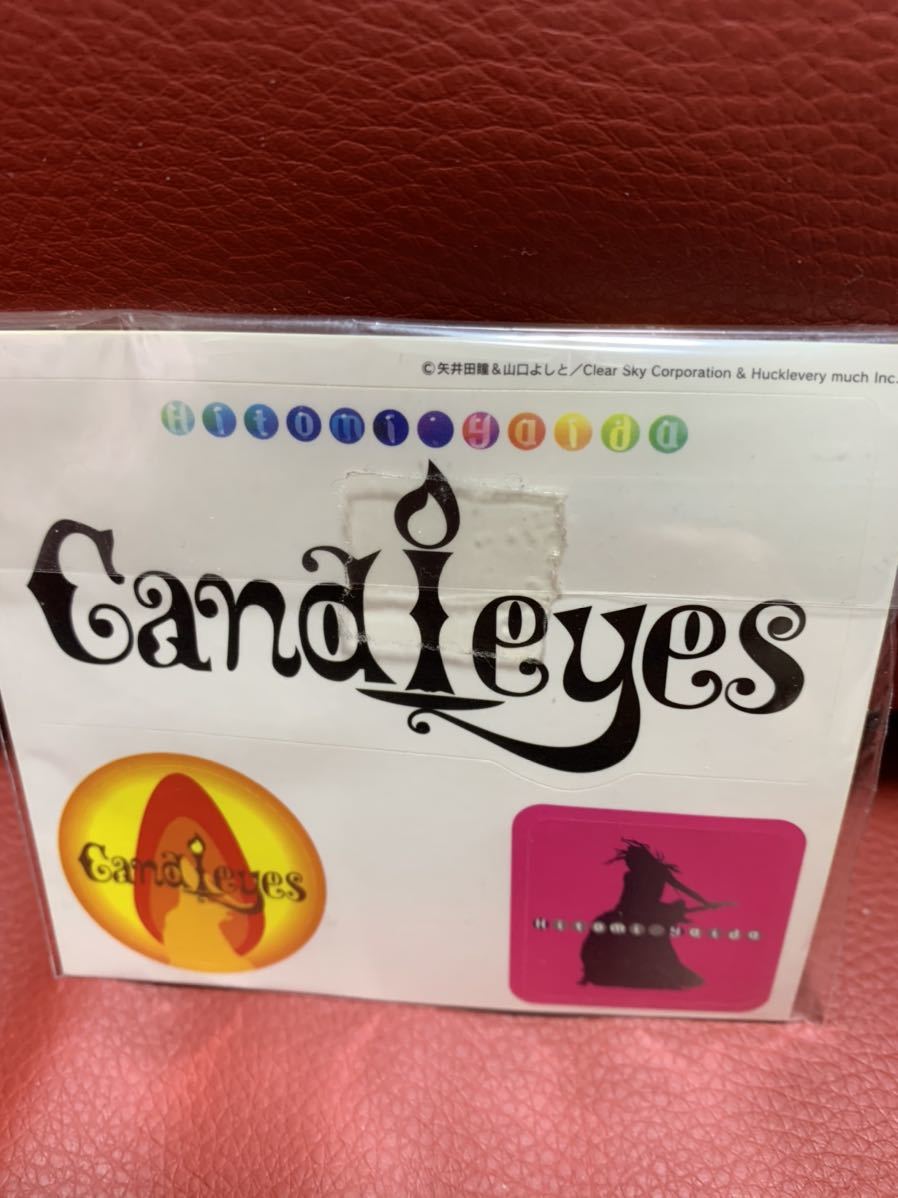 ©矢井田瞳＆山口よしと／Clear Sky Corporation & Hucklevery much Inc.
Hitomi・yaida
Candleyes
Candleyes
Hitomi yaida